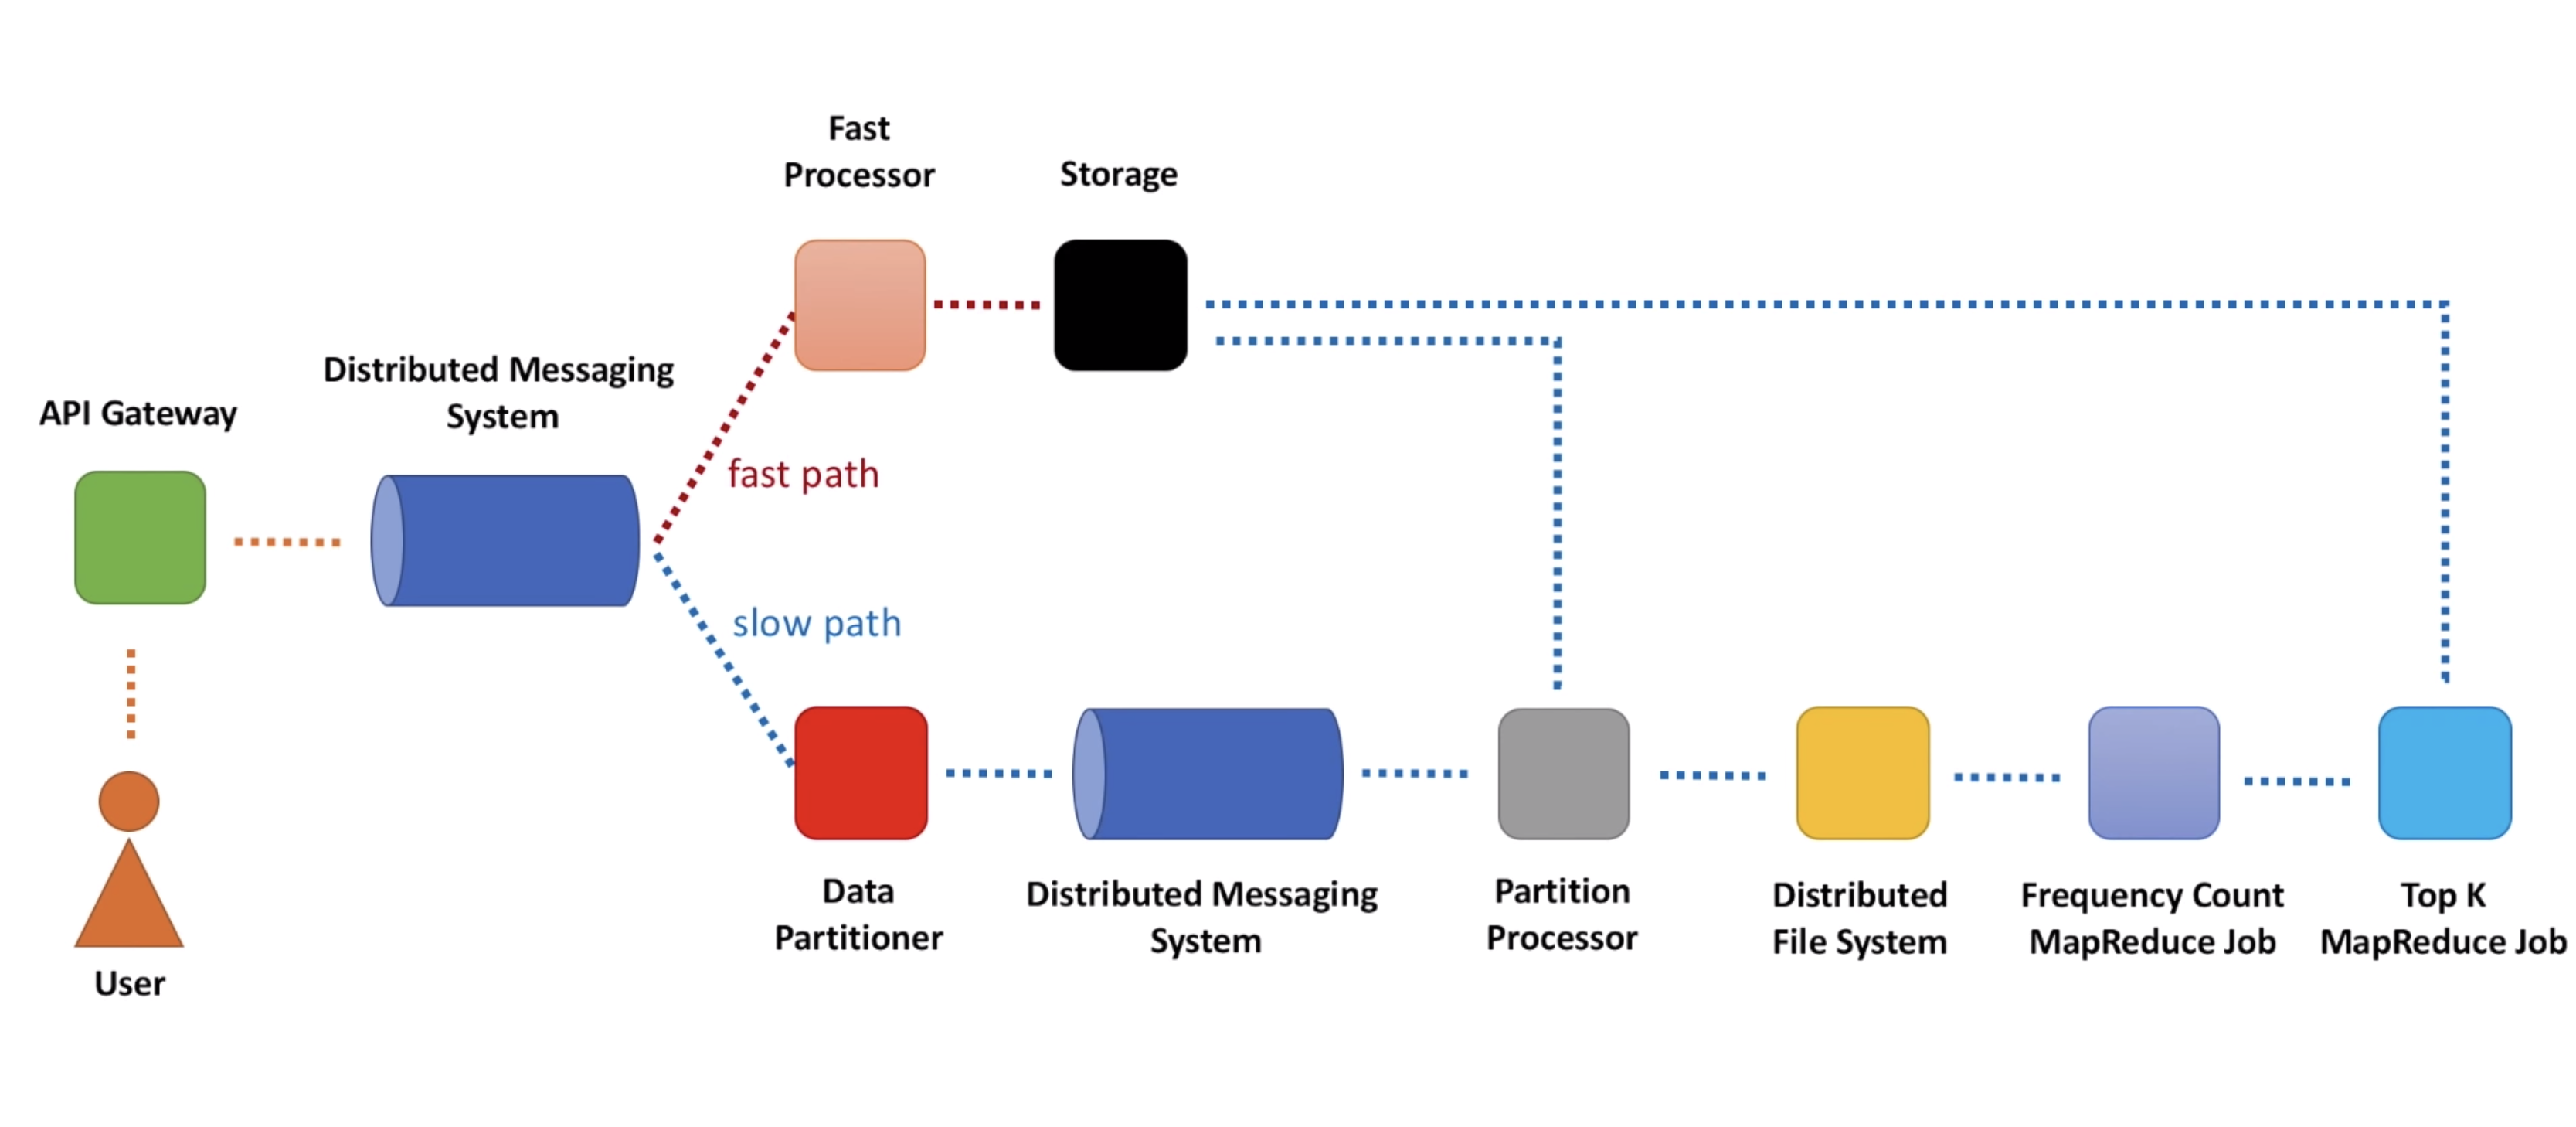 Fast
Processor
Storage
Distributed Messaging
System
API Gateway
fast path
slow path
User
Data
Partitioner
Distributed Messaging
System
Partition
Processor
Distributed
File System
Frequency Count
MapReduce Job
Top K
MapReduce Job